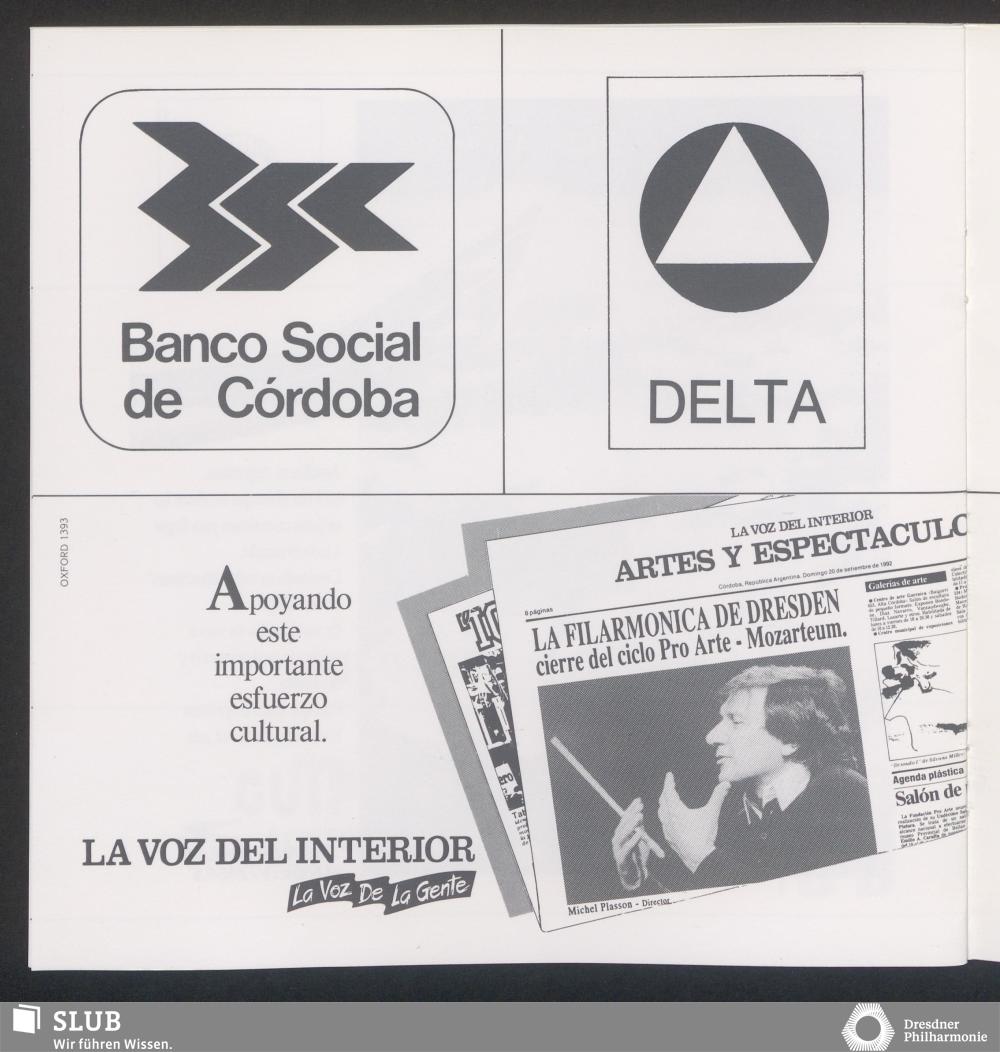 Banco Social
de Córdoba
DELTA
OXFORD 1393
Apoyando
este
importante
esfuerzo
cultural.
LA VOZ DEL INTERIOR
La Voz De La Gente
LA VOZ DEL INTERIOR
ARTES Y ESPECTACULO
Córdoba, República Argentina. Domingo 20 de setiembre de 1992
8 páginas
LA FILARMONICA DE DRESDEN
cierre del ciclo Pro Arte - Mozarteum.
Michel Plasson - Director
Galerías de arte
Agenda plástica
Salón de
SLUB
Wir führen Wissen.
Dresdner
Philharmonie